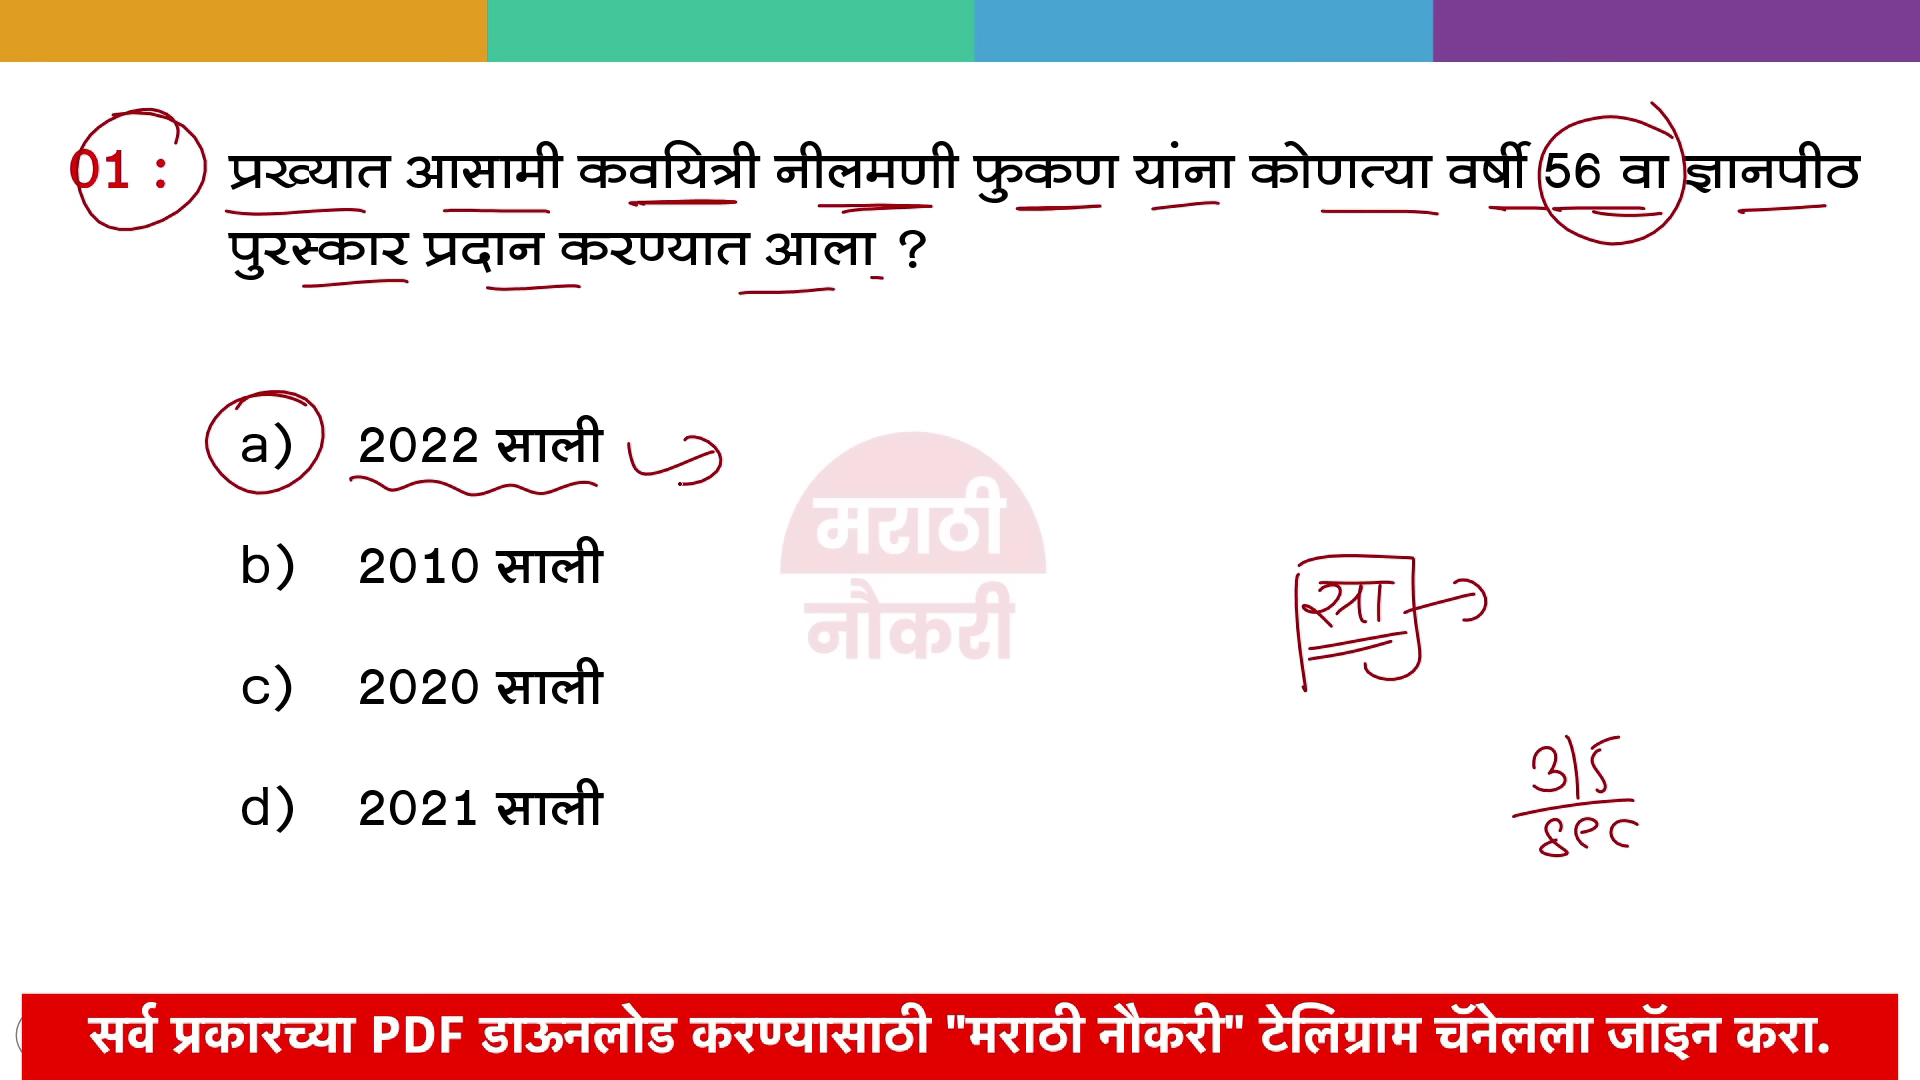 01 : प्रख्यात आसामी कवयित्री नीलमणी फुकण यांना कोणत्या वर्षी 56 वा ज्ञानपीठ
पुरस्कार प्रदान करण्यात आला ?
a) 2022 साली
b) 2010 साली
c) 2020 साली
d) 2021 साली
मराठी
नौकरी
सर्व प्रकारच्या PDF डाऊनलोड करण्यासाठी "मराठी नौकरी" टेलिग्राम चॅनेलला जॉइन करा.